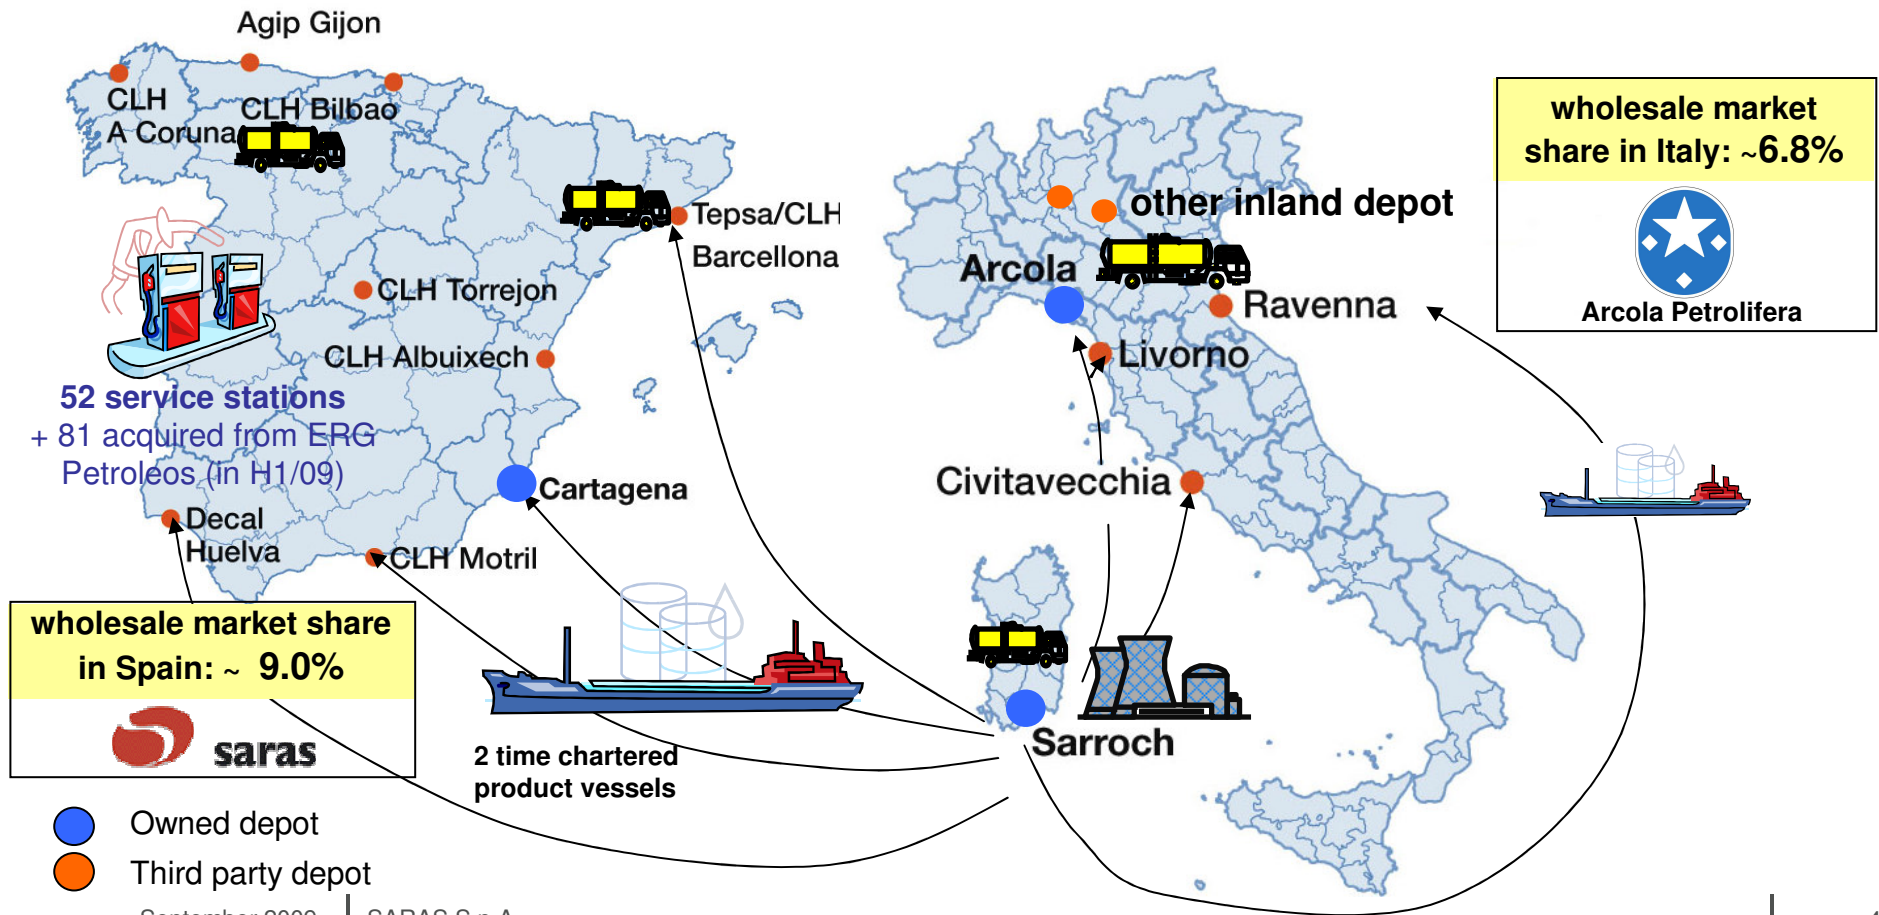 Agip Gijon
CLH
A Coruna
CLH Bilbao
Tepsa/CLH
Barcellona
CLH Torrejon
CLH Albuixech
52 service stations
+ 81 acquired from ERG
Petroleos (in H1/09)
Cartagena
Decal
Huelva
CLH Motril
wholesale market share
in Spain: ~ 9.0%
saras
2 time chartered
product vessels
Owned depot
Third party depot
wholesale market
share in Italy: ~6.8%
Arcola Petrolifera
other inland depot
Arcola
Ravenna
Livorno
Civitavecchia
Sarroch
September 2009
SARAS S.p.A.